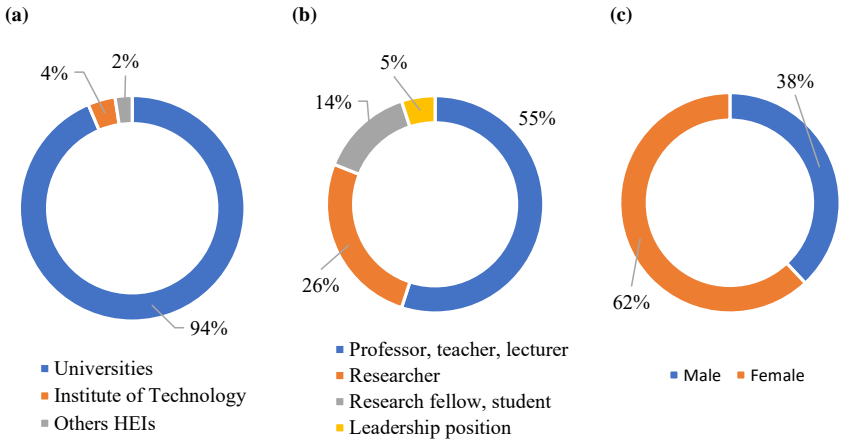 (a)
2%
4%
94%
Universities
Institute of Technology
Others HEIs
(b)
5%
14%
55%
26%
Professor, teacher, lecturer
Researcher
Research fellow, student
Leadership position
(c)
38%
62%
Male Female